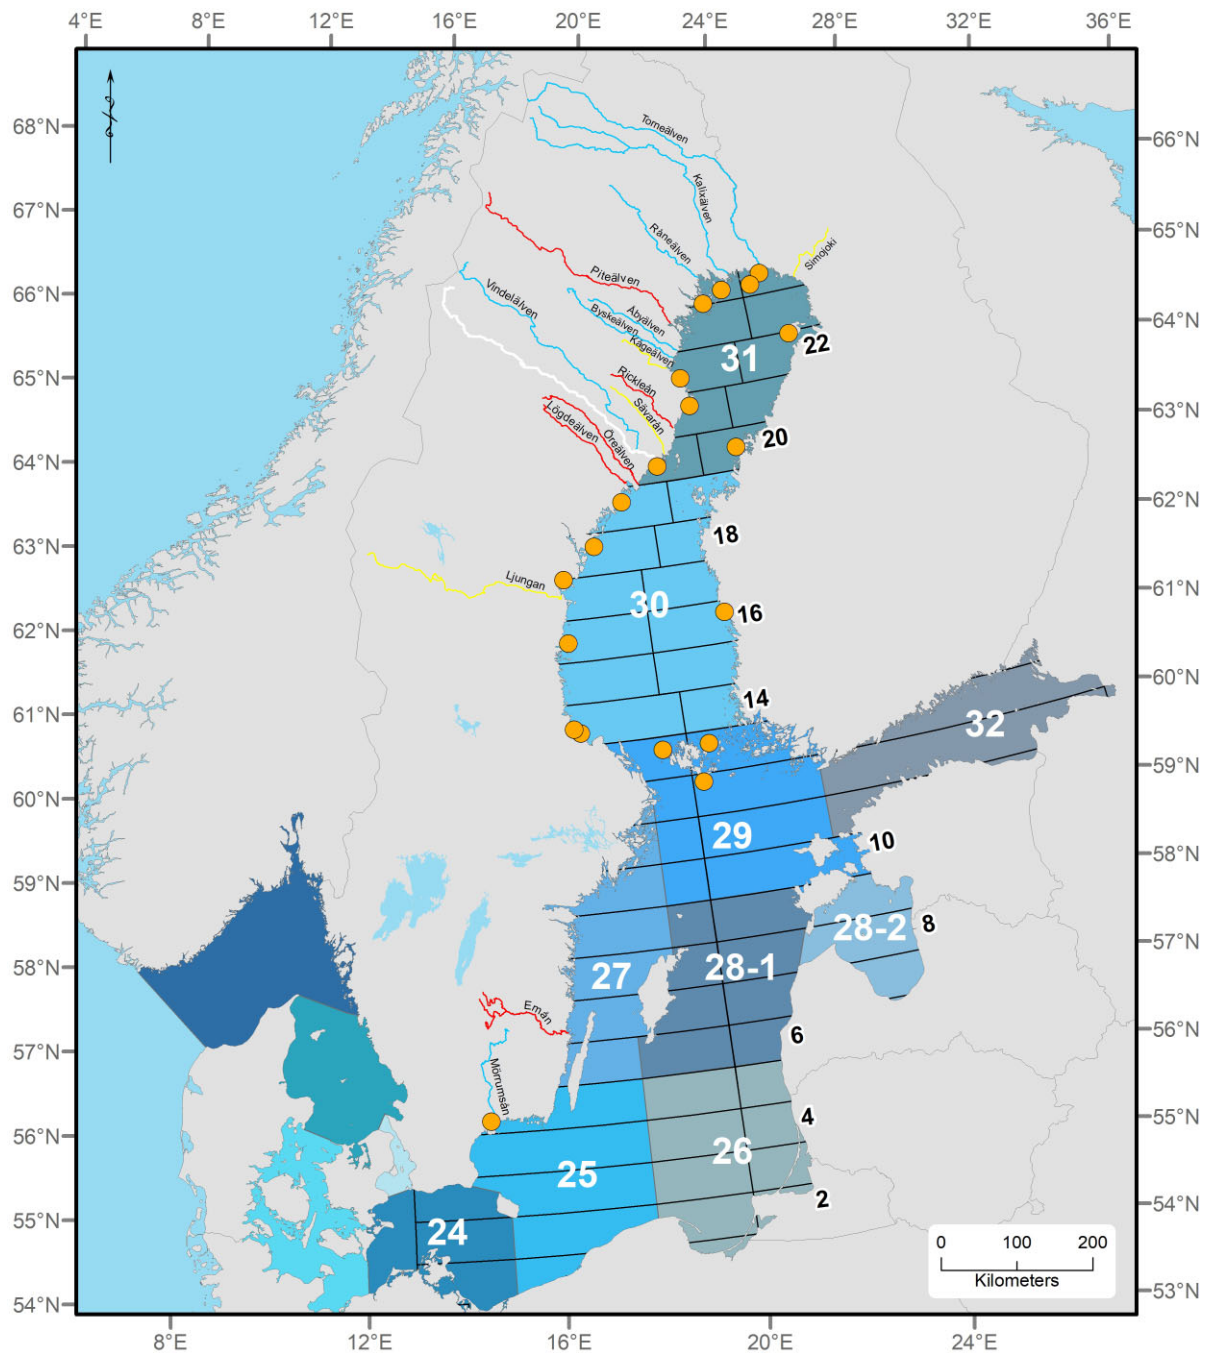 4°E 8°E 12°E 16°E 20°E 24°E 28°E 32°E 36°E
68°N
66°N
Torneälven
Kalixälven
67°N
65°N
Råneälven
Simojoki
Piteälven
66°N
Vindelälven
Åbyälven
Byskeälven
64°N
22
Kågeälven
31
65°N
Rickleån
63°N
Sävarån
Lögdeälven
Öreälven
20
64°N
62°N
18
63°N
Ljungan
61°N
30
16
62°N
60°N
14
61°N
32
59°N
60°N
29
10
58°N
59°N
28-2
8
57°N
58°N
27
28-1
Emån
56°N
6
57°N
Mörrumsån
55°N
4
56°N
26
25
2
54°N
55°N
24
0 100 200
Kilometers
53°N
54°N
8°E 12°E 16°E 20°E 24°E